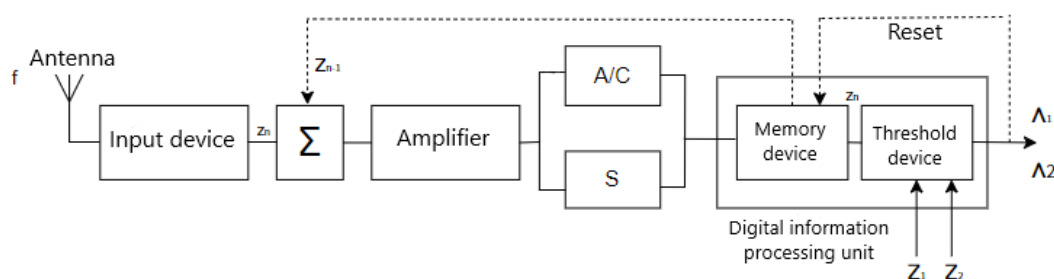 f
Antenna
Input device
zn
Σ
Zn-1
Amplifier
A/C
S
Reset
Memory
device
zn
Threshold
device
Λ1
Λ2
Digital information
processing unit
Z1
Z2